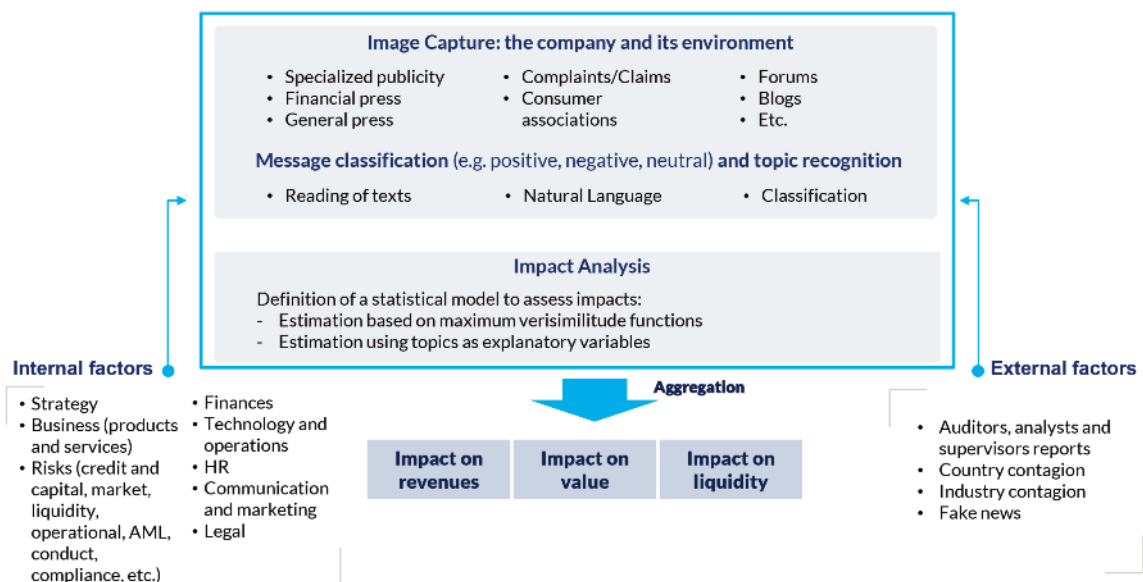 Image Capture: the company and its environment
• Specialized publicity
• Financial press
• General press
• Complaints/Claims
• Consumer
associations
• Forums
• Blogs
• Etc.
Message classification (e.g. positive, negative, neutral) and topic recognition
• Reading of texts
• Natural Language
• Classification
Impact Analysis
Definition of a statistical model to assess impacts:
- Estimation based on maximum verisimilitude functions
- Estimation using topics as explanatory variables
Internal factors
• Strategy
• Business (products
and services)
• Risks (credit and
capital, market,
liquidity,
operational, AML,
conduct,
compliance, etc.)
• Finances
• Technology and
operations
• HR
• Communication
and marketing
• Legal
Aggregation
Impact on
revenues
Impact on
value
Impact on
liquidity
External factors
• Auditors, analysts and
supervisors reports
• Country contagion
• Industry contagion
• Fake news